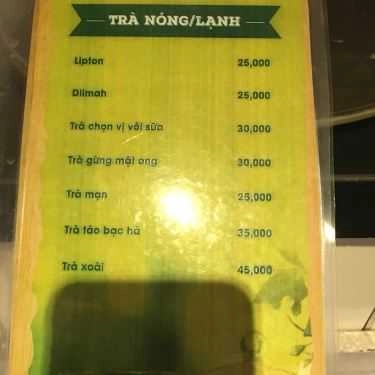 TRÀ NÓNG/LẠNH
Lipton 25,000
Dilmah 25,000
Trà chọn vị với sữa 30,000
Trà gừng mật ong 30,000
Trà mạn 25,000
Trà táo bạc hà 35,000
Trà xoài 45,000